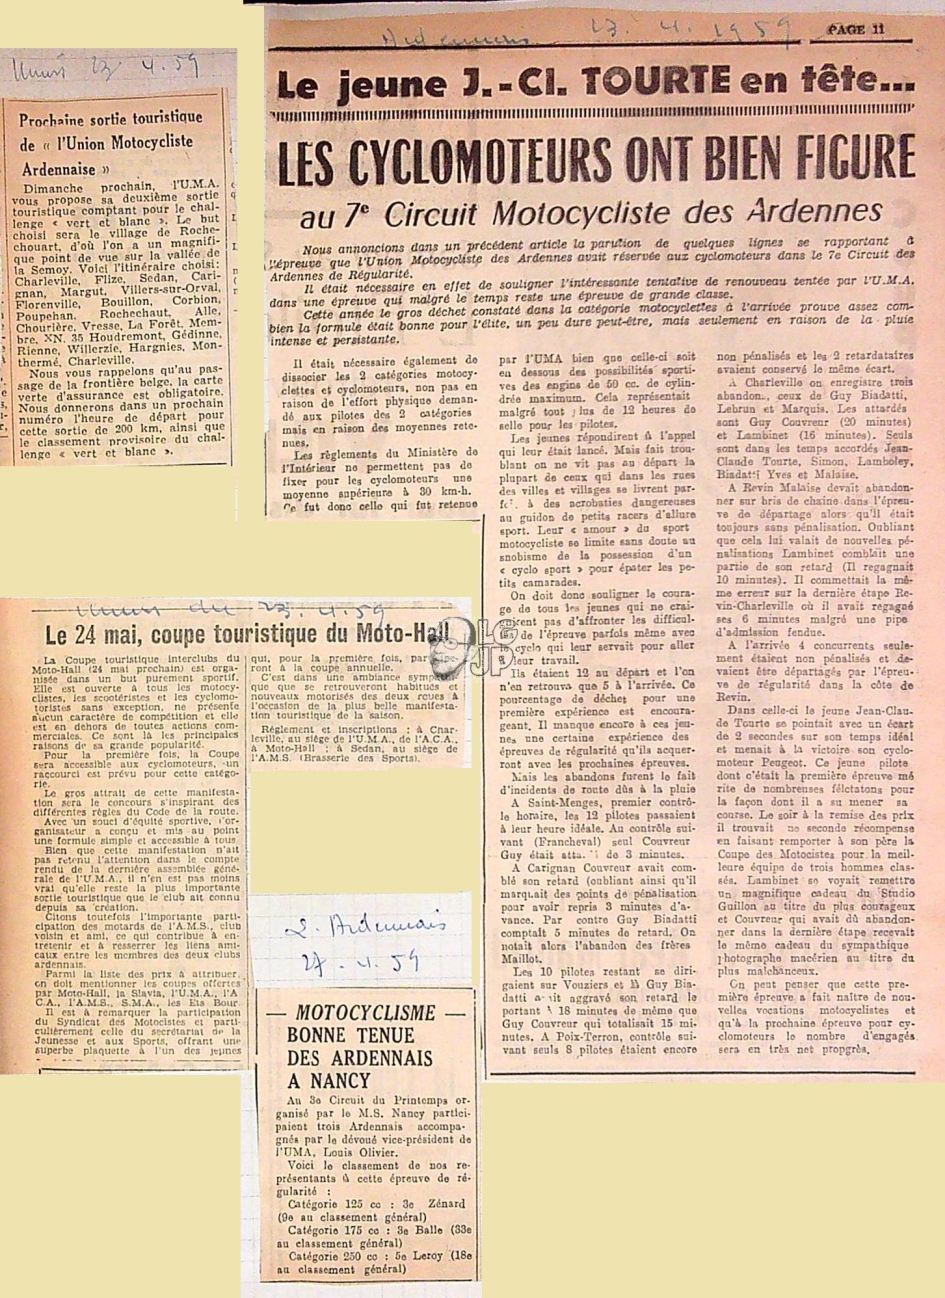 23.4.59
Prochaine sortie touristique
de « l'Union Motocycliste
Ardennaise »
Dimanche prochain, l'U.M.A.
vous propose sa deuxième sortie
touristique comptant pour le chal-
lenge « vert et blanc ». Le but
choisi sera le village de Roche-
chouart, d'où l'on a un magnifi-
que point de vue sur la vallée de
la Semoy. Voici l'itinéraire choisi:
Charleville, Flize, Sedan, Cari-
gnan, Margut, Villers-sur-Orval,
Florenville, Bouillon, Corbion,
Poupehan, Rochechaut, Alle,
Chourière, Vresse, La Forêt, Mem-
bre, XN. 35 Houdremont, Gédinne,
Rienne, Willerzie, Hargnies, Mon-
thermé, Charleville.
Nous vous rappelons qu'au pas-
sage de la frontière belge, la carte
verte d'assurance est obligatoire.
Nous donnerons dans un prochain
numéro l'heure de départ pour
cette sortie de 200 km, ainsi que
le classement provisoire du chal-
lenge « vert et blanc ».
Ardennais 17.4.1959
PAGE 11
Le jeune J.-Cl. TOURTE en tête...
LES CYCLOMOTEURS ONT BIEN FIGURE
au 7e Circuit Motocycliste des Ardennes
Nous annoncions dans un précédent article la parution de quelques lignes se rapportant à
l'épreuve que l'Union Motocycliste des Ardennes avait réservée aux cyclomoteurs dans le 7e Circuit des
Ardennes de Régularité.
Il était nécessaire en effet de souligner l'intéressante tentative de renouveau tentée par l'U.M.A.
dans une épreuve qui malgré le temps reste une épreuve de grande classe.
Cette année le gros déchet constaté dans la catégorie motocyclettes à l'arrivée prouve assez com-
bien la formule était bonne pour l'élite, un peu dure peut-être, mais seulement en raison de la pluie
intense et persistante.
Il était nécessaire également de
dissocier les 2 catégories motocy-
clettes et cyclomoteurs, non pas en
raison de l'effort physique deman-
dé aux pilotes des 2 catégories
mais en raison des moyennes rete-
nues.
Les règlements du Ministère de
l'Intérieur ne permettent pas de
fixer pour les cyclomoteurs une
moyenne supérieure à 30 km-h.
Ce fut donc celle qui fut retenue
par l'UMA bien que celle-ci soit
en dessous des possibilités sporti-
ves des engins de 50 cc. de cylin-
drée maximum. Cela représentait
malgré tout plus de 12 heures de
selle pour les pilotes.
Les jeunes répondirent à l'appel
qui leur était lancé. Mais fait trou-
blant on ne vit pas au départ la
plupart de ceux qui dans les rues
des villes et villages se livrent par-
à des acrobaties dangereuses
au guidon de petits racers d'allure
sport. Leur « amour » du sport
motocycliste se limite sans doute au
snobisme de la possession d'un
« cyclo sport » pour épater les pe-
tits camarades.
On doit donc souligner le coura-
ge de tous les jeunes qui ne crai-
pas d'affronter les difficul-
de l'épreuve parfois même avec
cyclo qui leur servait pour aller
leur travail.
Ils étaient 12 au départ et l'on
n'en retrouva que 5 à l'arrivée. Ce
pourcentage de déchet pour une
première expérience est encoura-
geant. Il manque encore à ces jeu-
nes une certaine expérience des
épreuves de régularité qu'ils acquer-
ront avec les prochaines épreuves.
Mais les abandons furent le fait
d'incidents de route dûs à la pluie
A Saint-Menges, premier contrô-
le horaire, les 12 pilotes passaient
à leur heure idéale. Au contrôle sui-
vant (Francheval) seul Couvreur
Guy était de 3 minutes.
A Carignan Couvreur avait com-
blé son retard (oubliant ainsi qu'il
marquait des points de pénalisation
pour avoir repris 3 minutes d'a-
vance. Par contre Guy Biadatti
comptait 5 minutes de retard. On
notait alors l'abandon des frères
Maillot.
Les 10 pilotes restant se diri-
gaient sur Vouziers et là Guy Bia-
datti avait aggravé son retard le
portant à 18 minutes de même que
Guy Couvreur qui totalisait 15 mi-
nutes. A Poix-Terron, contrôle sui-
vant seuls 8 pilotes étaient encore
non pénalisés et les 2 retardataires
avaient conservé le même écart.
A Charleville on enregistre trois
abandon, ceux de Guy Biadatti,
Lebrun et Marquis. Les attardés
sont Guy Couvreur (20 minutes)
et Lambinet (16 minutes). Seuls
sont dans les temps accordés Jean-
Claude Tourte, Simon, Lamboley,
Biadatti Yves et Malaise.
A Revin Malaise devait abandon-
ner sur bris de chaine dans l'épreu-
ve de départage alors qu'il était
toujours sans pénalisation. Oubliant
que cela lui valait de nouvelles pé-
nalisations Lambinet comblait une
partie de son retard (Il regagnait
10 minutes). Il commettait la mê-
me erreur sur la dernière étape Re-
vin-Charleville où il avait regagné
ses 6 minutes malgré une pipe
d'admission fendue.
A l'arrivée 4 concurrents seule-
ment étaient non pénalisés et de-
vaient être départagés par l'épreu-
ve de régularité dans la côte de
Revin.
Dans celle-ci le jeune Jean-Clau-
de Tourte se pointait avec un écart
de 2 secondes sur son temps idéal
et menait à la victoire son cyclo-
moteur Peugeot. Ce jeune pilote
dont c'était la première épreuve mé
rite de nombreuses félctatons pour
la façon dont il a su mener sa
course. Le soir à la remise des prix
il trouvait ne seconde récompense
en faisant remporter à son père la
Coupe des Motocistes pour la meil-
leure équipe de trois hommes clas-
sés. Lambinet se voyait remettre
magnifique cadeau du Studio
Guillon au titre du plus courageux
et Couvreur qui avait dû abandon-
ner dans la dernière étape recevait
le même cadeau du sympathique
photographe macérien au titre du
plus malchanceux.
On peut penser que cette pre-
mière épreuve a fait naître de nou-
velles vocations motocyclistes et
qu'à la prochaine épreuve pour cy-
clomoteurs le nombre d'engagés
sera en très net propgrès.
du 23.4.59
Le 24 mai, coupe touristique du Moto-Hall
La Coupe touristique interclubs du
Moto-Hall (24 mai prochain) est orga-
nisée dans un but purement sportif.
Elle est ouverte à tous les motocy-
clistes, les scootéristes et les cyclomo-
toristes sans exception, ne présente
aucun caractère de compétition et elle
est en dehors de toutes actions com-
merciales. Ce sont là les principales
raisons de sa grande popularité.
Pour la première fois, la Coupe
sera accessible aux cyclomoteurs, un
raccourci est prévu pour cette catégo-
rie.
Le gros attrait de cette manifesta-
tion sera le concours s'inspirant des
différentes règles du Code de la route.
Avec un souci d'équité sportive, l'or-
ganisateur a conçu et mis au point
une formule simple et accessible à tous.
Bien que cette manifestation n'ait
pas retenu l'attention dans le compte
rendu de la dernière assemblée géné-
rale de l'U.M.A., il n'en est pas moins
vrai qu'elle reste la plus importante
sortie touristique que le club ait connu
depuis sa création.
Citons toutefois l'importante parti-
cipation des motards de l'A.M.S., club
voisin et ami, ce qui contribue à en-
tretenir et à resserrer les liens ami-
caux entre les membres des deux clubs
ardennais.
Parmi la liste des prix à attribuer,
on doit mentionner les coupes offertes
par Moto-Hall, la Slavia, l'U.M.A., l'A
C.A., l'A.M.S., S.M.A., les Ets Bour.
Il est à remarquer la participation
du Syndicat des Motocistes et parti-
culièrement celle du secrétariat de la
Jeunesse et aux Sports, offrant une
superbe plaquette à l'un des jeunes
qui, pour la première fois,
ront à la coupe annuelle.
C'est dans une ambiance
que se retrouveront habitués et
nouveaux motorisés des deux roues à
l'occasion de la plus belle manifesta-
tion touristique de la saison.
Règlement et inscriptions : à Char-
leville, au siège de l'U.M.A., de l'A.C.A.,
à Moto-Hall ; à Sedan, au siège de
l'A.M.S. (Brasserie des Sports).
LES
JP
L'Ardennais
27-4.59
— MOTOCYCLISME —
BONNE TENUE
DES ARDENNAIS
A NANCY
Au 3e Circuit du Printemps or-
ganisé par le M.S. Nancy partici-
paient trois Ardennais accompa-
gnés par le dévoué vice-président de
l'UMA, Louis Olivier.
Voici le classement de nos re-
présentants à cette épreuve de ré-
gularité :
Catégorie 125 cc : 3e Zénard
(9e au classement général)
Catégorie 175 cc : 3e Balle (33e
au classement général)
Catégorie 250 cc : 5e Leroy (18e
au classement général)